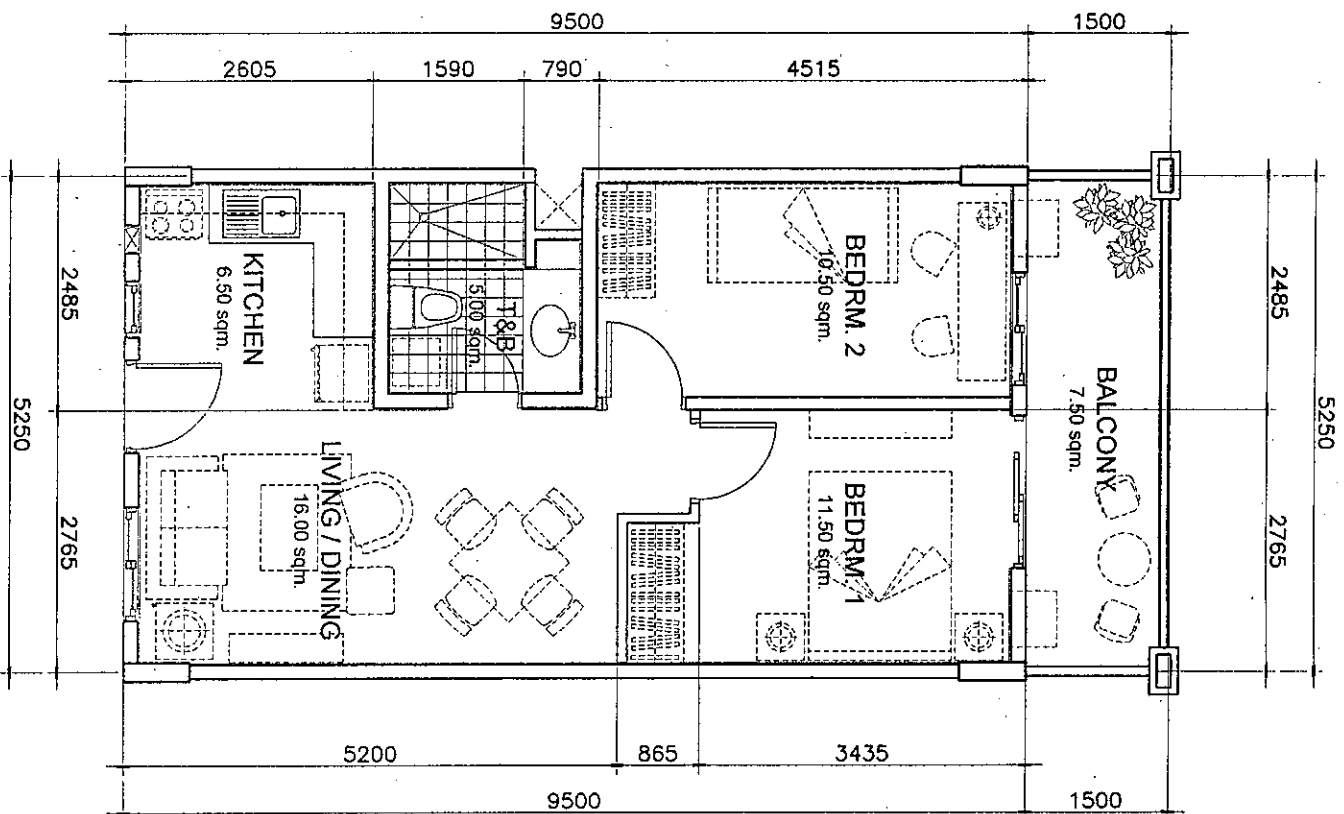 9500
1500
2605
1590
790
4515
5250
2485
2765
KITCHEN
6.50 sqm.
T&B
5.00 sqm.
BEDRM. 2
10.50 sqm.
BALCONY
7.50 sqm.
2485
2765
5250
LIVING / DINING
16.00 sqm.
BEDRM. 1
11.50 sqm.
5200
865
3435
9500
1500